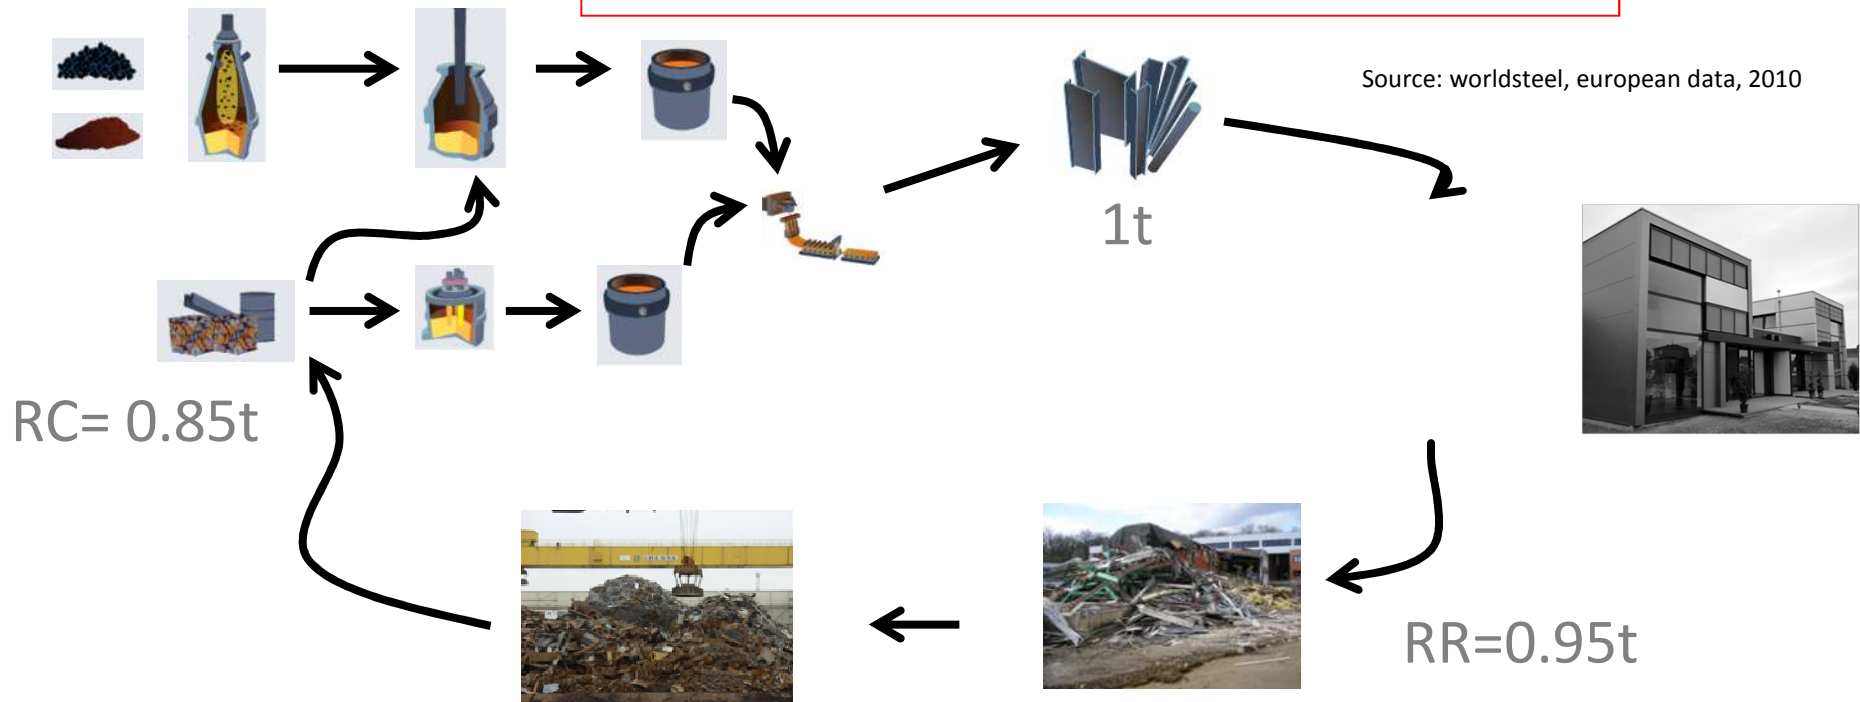 Source: worldsteel, european data, 2010
1t
RC= 0.85t
RR=0.95t